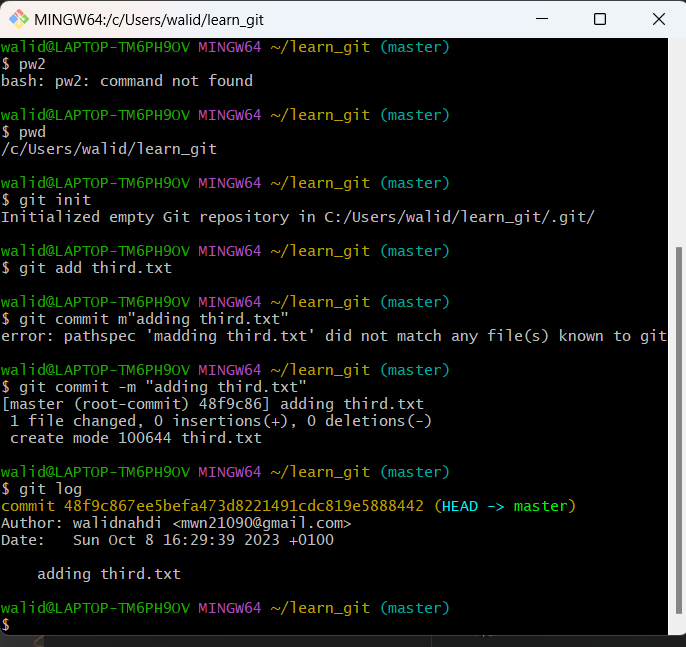 MINGW64:/c/Users/walid/learn_git
walid@LAPTOP-TM6PH9OV MINGW64 ~/learn_git (master)
$ pw2
bash: pw2: command not found
walid@LAPTOP-TM6PH9OV MINGW64 ~/learn_git (master)
$ pwd
/c/Users/walid/learn_git
walid@LAPTOP-TM6PH9OV MINGW64 ~/learn_git (master)
$ git init
Initialized empty Git repository in C:/Users/walid/learn_git/.git/
walid@LAPTOP-TM6PH9OV MINGW64 ~/learn_git (master)
$ git add third.txt
walid@LAPTOP-TM6PH9OV MINGW64 ~/learn_git (master)
$ git commit m"adding third.txt"
error: pathspec 'madding third.txt' did not match any file(s) known to git
walid@LAPTOP-TM6PH9OV MINGW64 ~/learn_git (master)
$ git commit -m "adding third.txt"
[master (root-commit) 48f9c86] adding third.txt
 1 file changed, 0 insertions(+), 0 deletions(-)
 create mode 100644 third.txt
walid@LAPTOP-TM6PH9OV MINGW64 ~/learn_git (master)
$ git log
commit 48f9c867ee5befa473d8221491cdc819e5888442 (HEAD -> master)
Author: walidnahdi <mwn21090@gmail.com>
Date:   Sun Oct 8 16:29:39 2023 +0100
    adding third.txt
walid@LAPTOP-TM6PH9OV MINGW64 ~/learn_git (master)
$